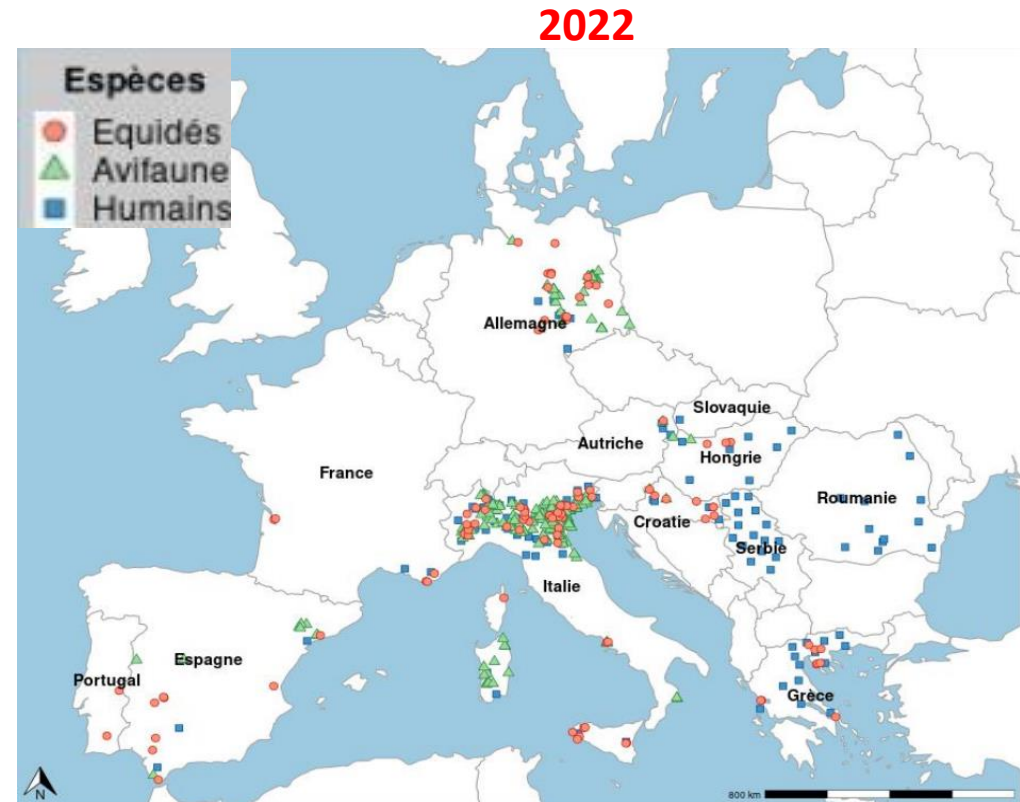 2022
Espèces
Equidés
Avifaune
Humains
Allemagne
Slovaquie
Autriche
Hongrie
France
Roumanie
Croatie
Serbie
Italie
Espagne
Portugal
Grèce
N
800 km